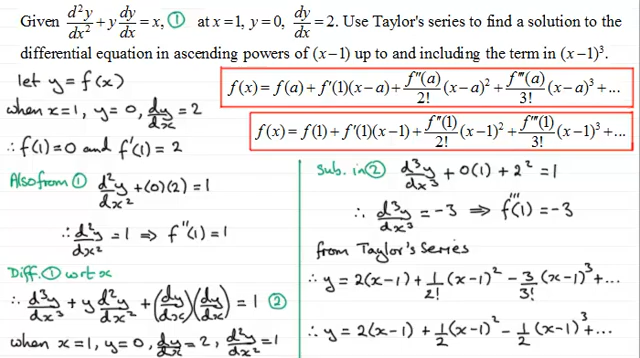 Given d²y/dx² + y dy/dx = x, ① at x = 1, y = 0, dy/dx = 2. Use Taylor's series to find a solution to the
differential equation in ascending powers of (x−1) up to and including the term in (x−1)³.
let y = f(x)
when x=1, y=0, dy/dx = 2
∴ f(1)=0 and f'(1) = 2
Also from ① d²y/dx² + (0)(2) = 1
∴ d²y/dx² = 1 ⇒ f''(1) = 1
Diff. ① wrt x
∴ d³y/dx³ + y d²y/dx² + (dy/dx)(dy/dx) = 1 ②
when x=1, y=0, dy/dx = 2, d²y/dx² = 1
f(x) = f(a) + f'(1)(x−a) + f''(a)/2! (x−a)² + f'''(a)/3! (x−a)³ + ...
f(x) = f(1) + f'(1)(x−1) + f''(1)/2! (x−1)² + f'''(1)/3! (x−1)³ + ...
Sub. in ② d³y/dx³ + 0(1) + 2² = 1
∴ d³y/dx³ = −3 ⇒ f'''(1) = −3
from Taylor's Series
∴ y = 2(x−1) + 1/2! (x−1)² − 3/3! (x−1)³ + ...
∴ y = 2(x−1) + 1/2 (x−1)² − 1/2 (x−1)³ + ...